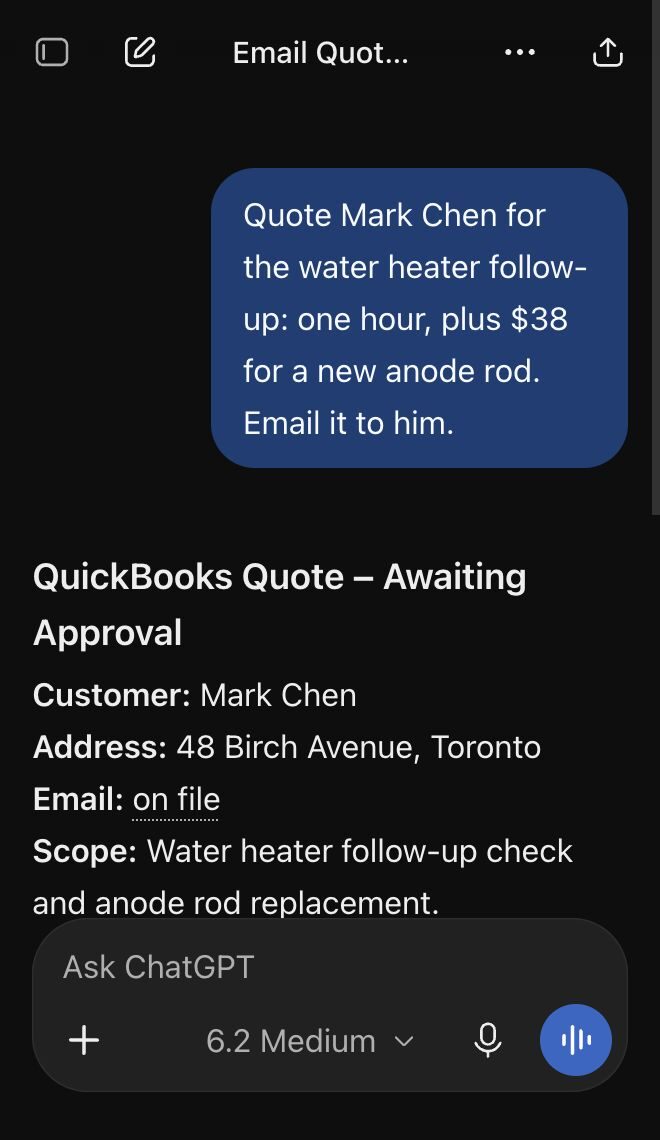 Email Quot...
Quote Mark Chen for
the water heater follow-
up: one hour, plus $38
for a new anode rod.
Email it to him.
QuickBooks Quote – Awaiting
Approval
Customer: Mark Chen
Address: 48 Birch Avenue, Toronto
Email: on file
Scope: Water heater follow-up check
and anode rod replacement.
Ask ChatGPT
6.2 Medium